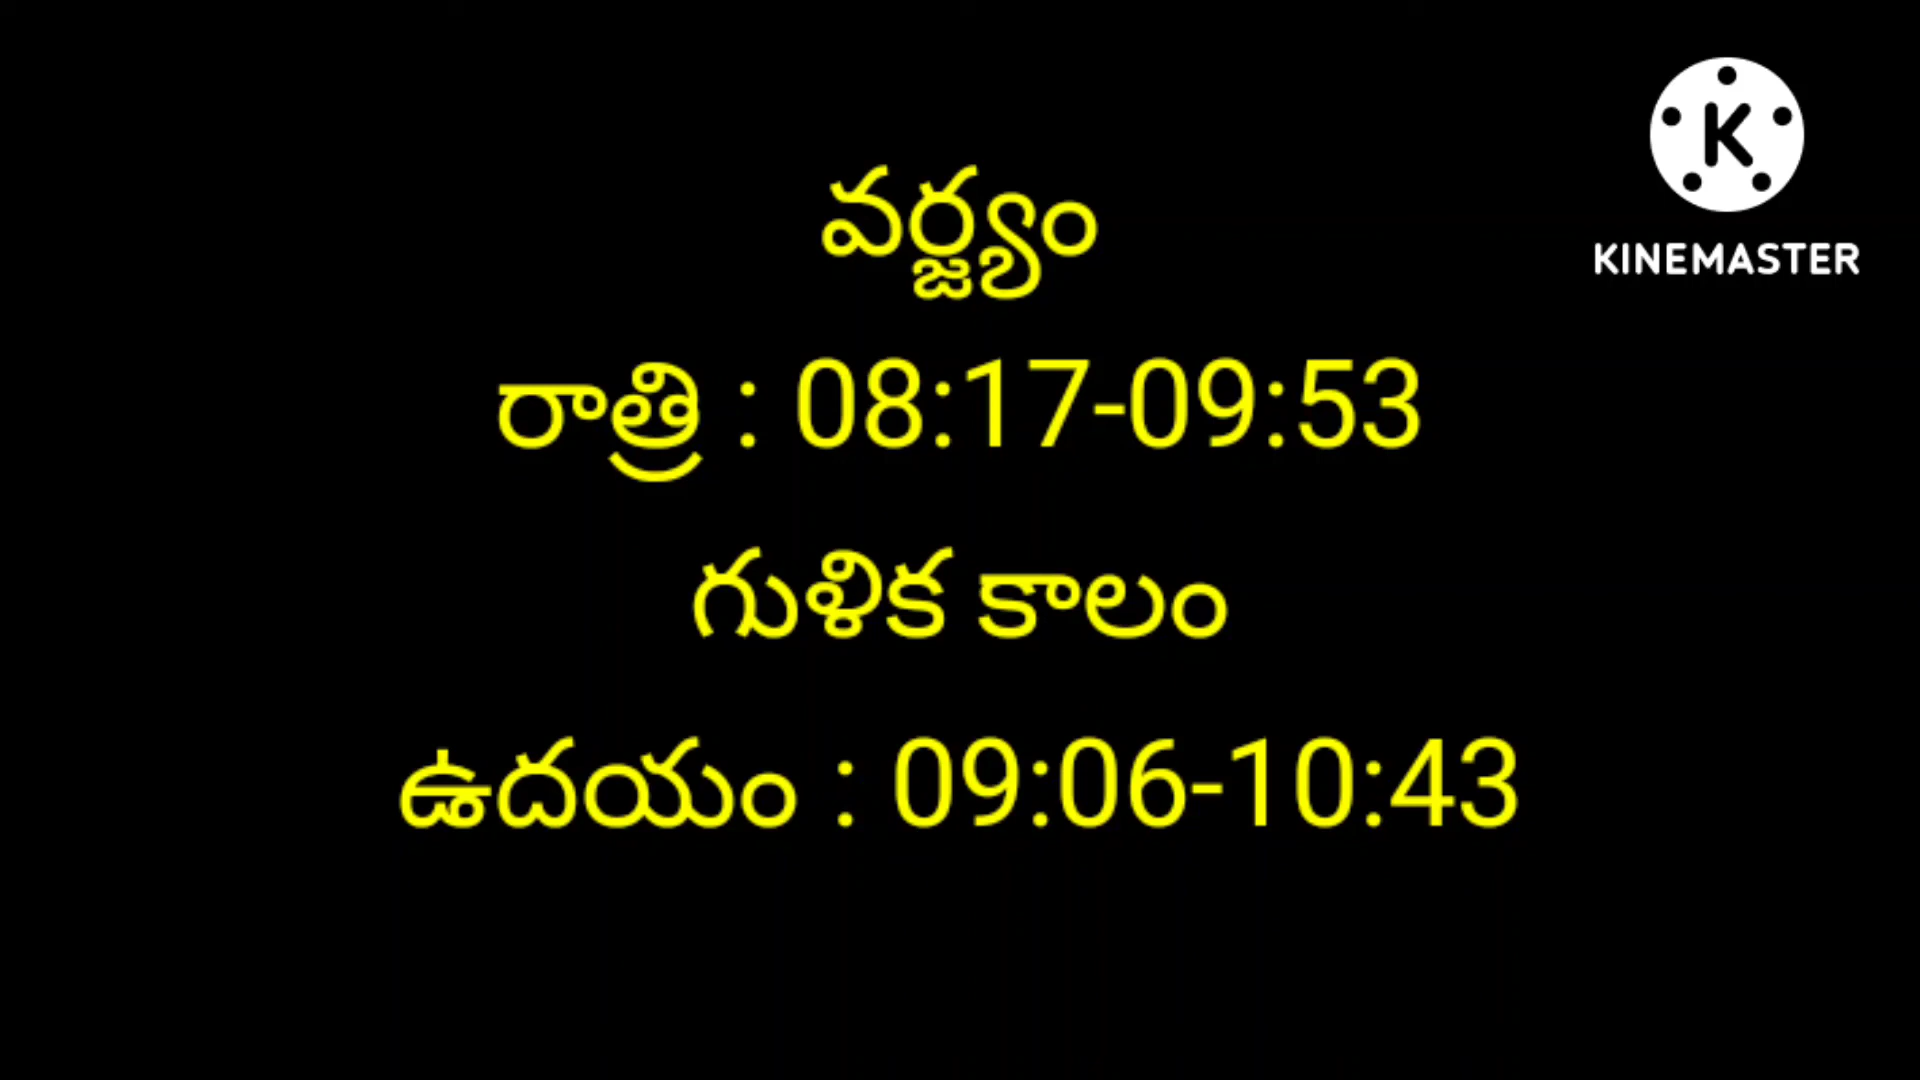 వర్జ్యం
రాత్రి : 08:17-09:53
గుళిక కాలం
ఉదయం : 09:06-10:43
K
KINEMASTER